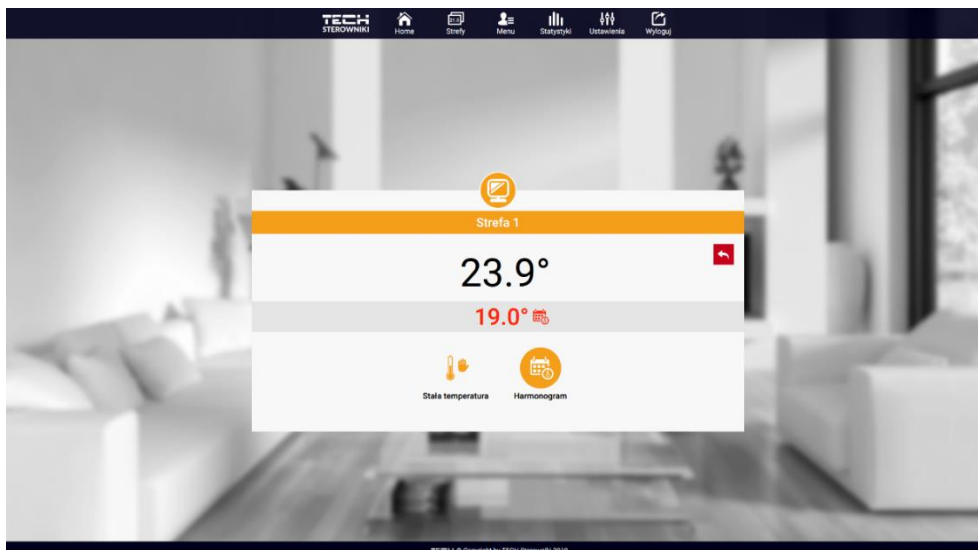 TECH
STEROWNIKI
Home
Strefy
Menu
Statystyki
Ustawienia
Wyloguj
Strefa 1
23.9°
19.0°
Stała temperatura
Harmonogram